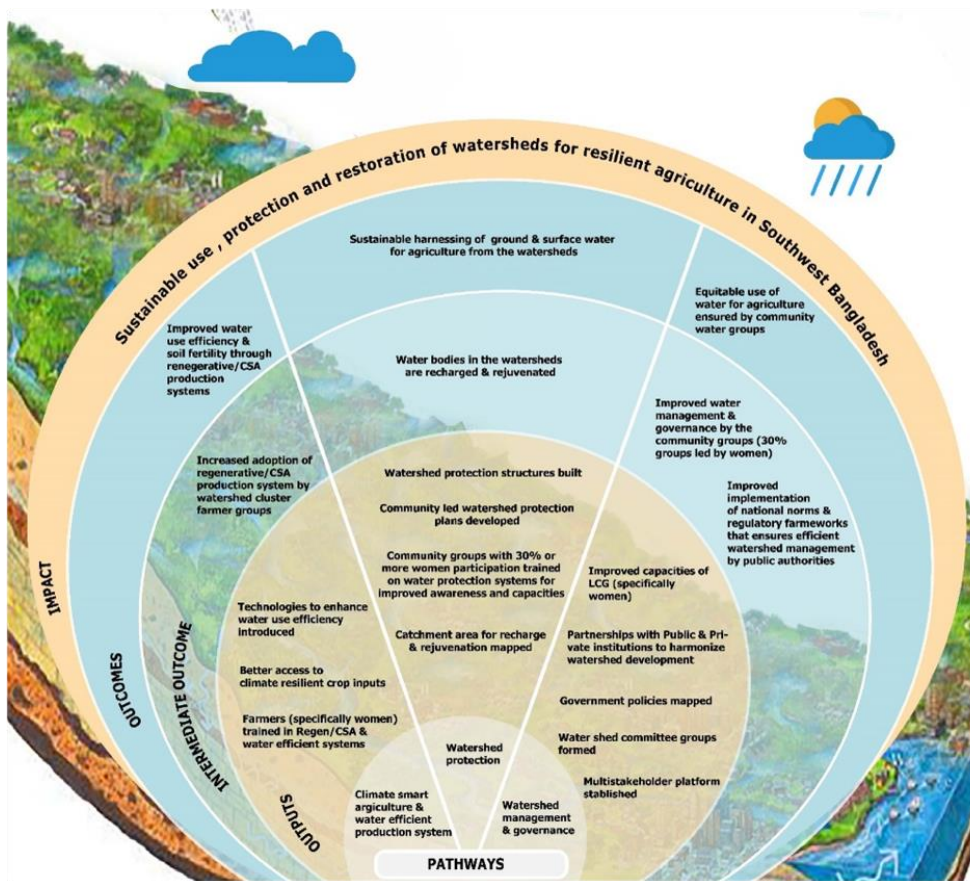 Sustainable use , protection and restoration of watersheds for resilient agriculture in Southwest Bangladesh
Sustainable harnessing of ground & surface water
for agriculture from the watersheds
Equitable use of
water for agriculture
ensured by community
water groups
Improved water
use efficiency &
soil fertility through
renegerative/CSA
production
systems
Water bodies in the watersheds
are recharged & rejuvenated
Improved water
management &
governance by the
community groups (30%
groups led by women)
Increased adoption of
regenerative/CSA
production system by
watershed cluster
farmer groups
Watershed protection structures built
Community led watershed protection
plans developed
Improved
implementation
of national norms &
regulatory farmeworks
that ensures efficient
watershed management
by public authorities
Community groups with 30% or
more women participation trained
on water protection systems for
improved awareness and capacities
Improved capacities of
LCG (specifically
women)
Technologies to enhance
water use efficiency
introduced
Catchment area for recharge
& rejuvenation mapped
Partnerships with Public & Pri-
vate institutions to harmonize
watershed development
Better access to
climate resilient crop inputs
Government policies mapped
Farmers (specifically women)
trained in Regen/CSA &
water efficient systems
Water shed committee groups
formed
Watershed
protection
Multistakeholder platform
stablished
Climate smart
argiculture &
water efficient
production system
Watershed
management
& governance
IMPACT
OUTCOMES
INTERMEDIATE OUTCOME
OUTPUTS
PATHWAYS